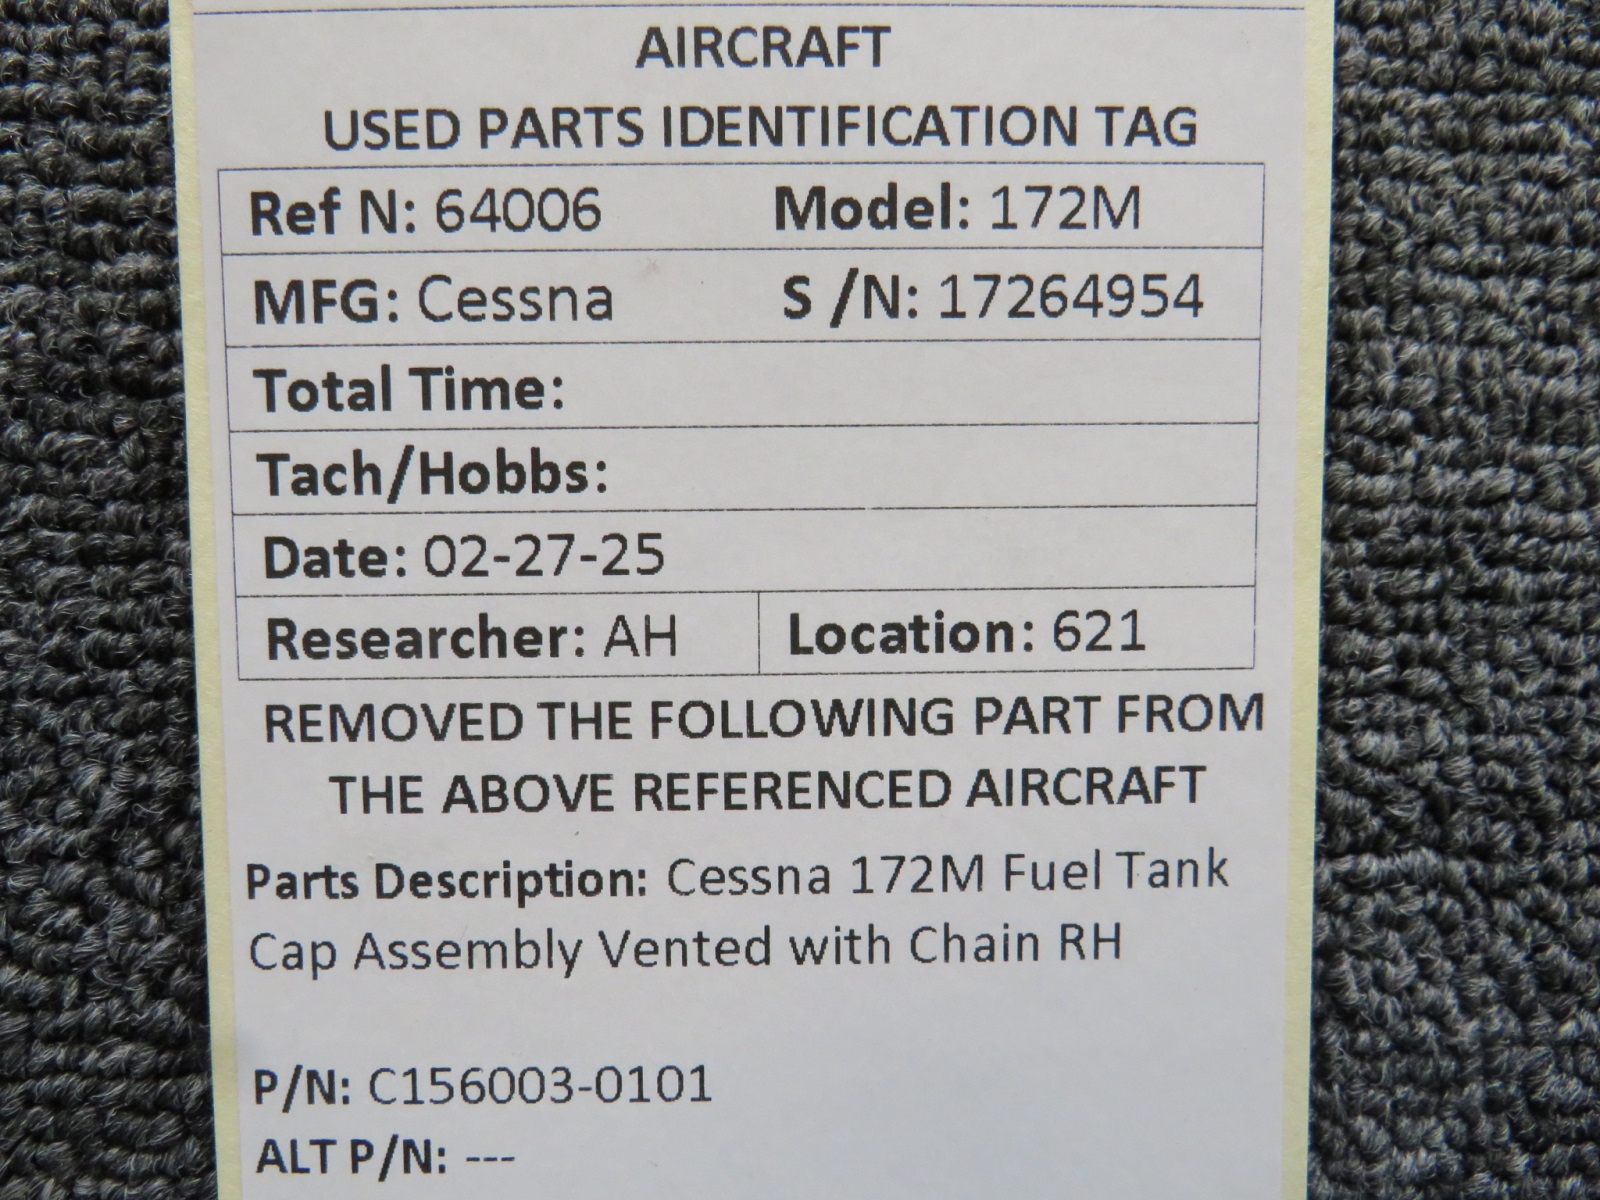 AIRCRAFT
USED PARTS IDENTIFICATION TAG
Ref N: 64006 Model: 172M
MFG: Cessna S /N: 17264954
Total Time:
Tach/Hobbs:
Date: 02-27-25
Researcher: AH Location: 621
REMOVED THE FOLLOWING PART FROM
THE ABOVE REFERENCED AIRCRAFT
Parts Description: Cessna 172M Fuel Tank
Cap Assembly Vented with Chain RH
P/N: C156003-0101
ALT P/N: ---